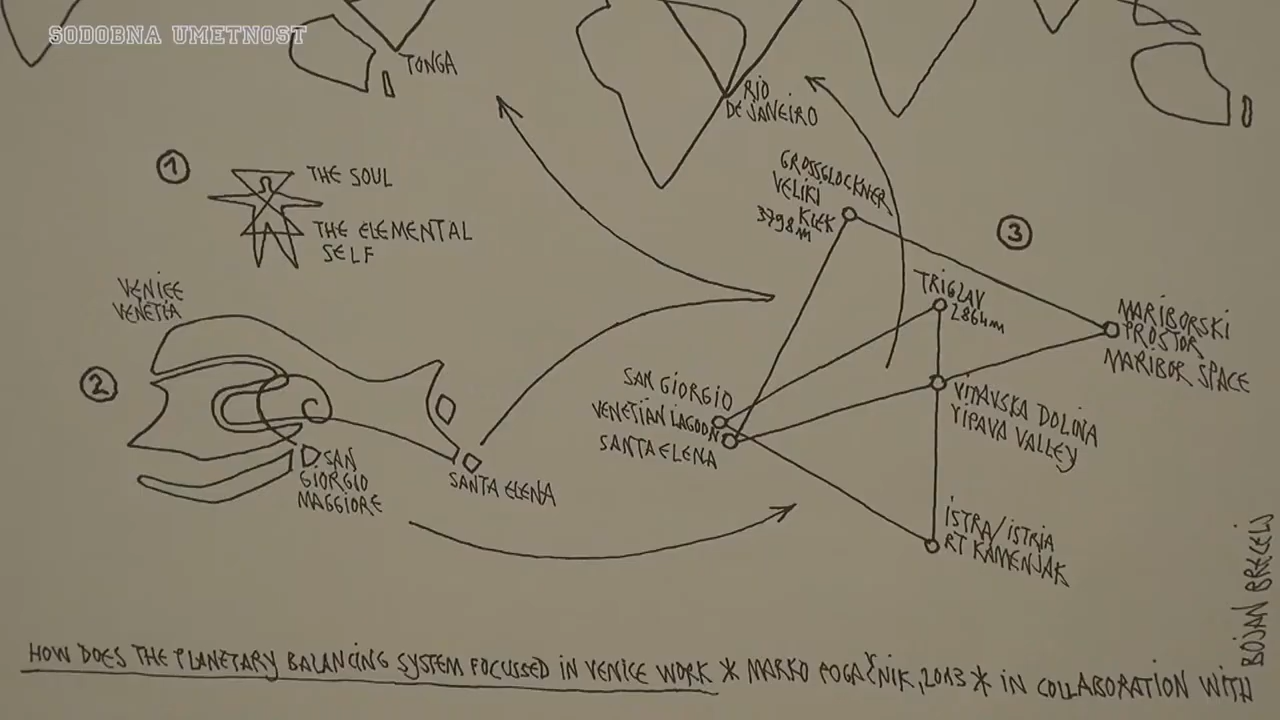 SODOBNA UMETNOST
TONGA
RIO
DE JANEIRO
1
THE SOUL
THE ELEMENTAL
SELF
GROSSGLOCKNER
VELIKI
KLEK
3798m
3
TRIGLAV
2864m
MARIBORSKI
PROSTOR
MARIBOR SPACE
VENICE
VENETIA
2
SAN
GIORGIO
MAGGIORE
SANTA ELENA
SAN GIORGIO
VENETIAN LAGOON
SANTA ELENA
VIPAVSKA DOLINA
VIPAVA VALLEY
ISTRA/ISTRIA
RT KAMENJAK
HOW DOES THE PLANETARY BALANCING SYSTEM FOCUSSED IN VENICE WORK * MARKO POGAČNIK, 2013 * IN COLLABORATION WITH
BOJAN BRECELJ